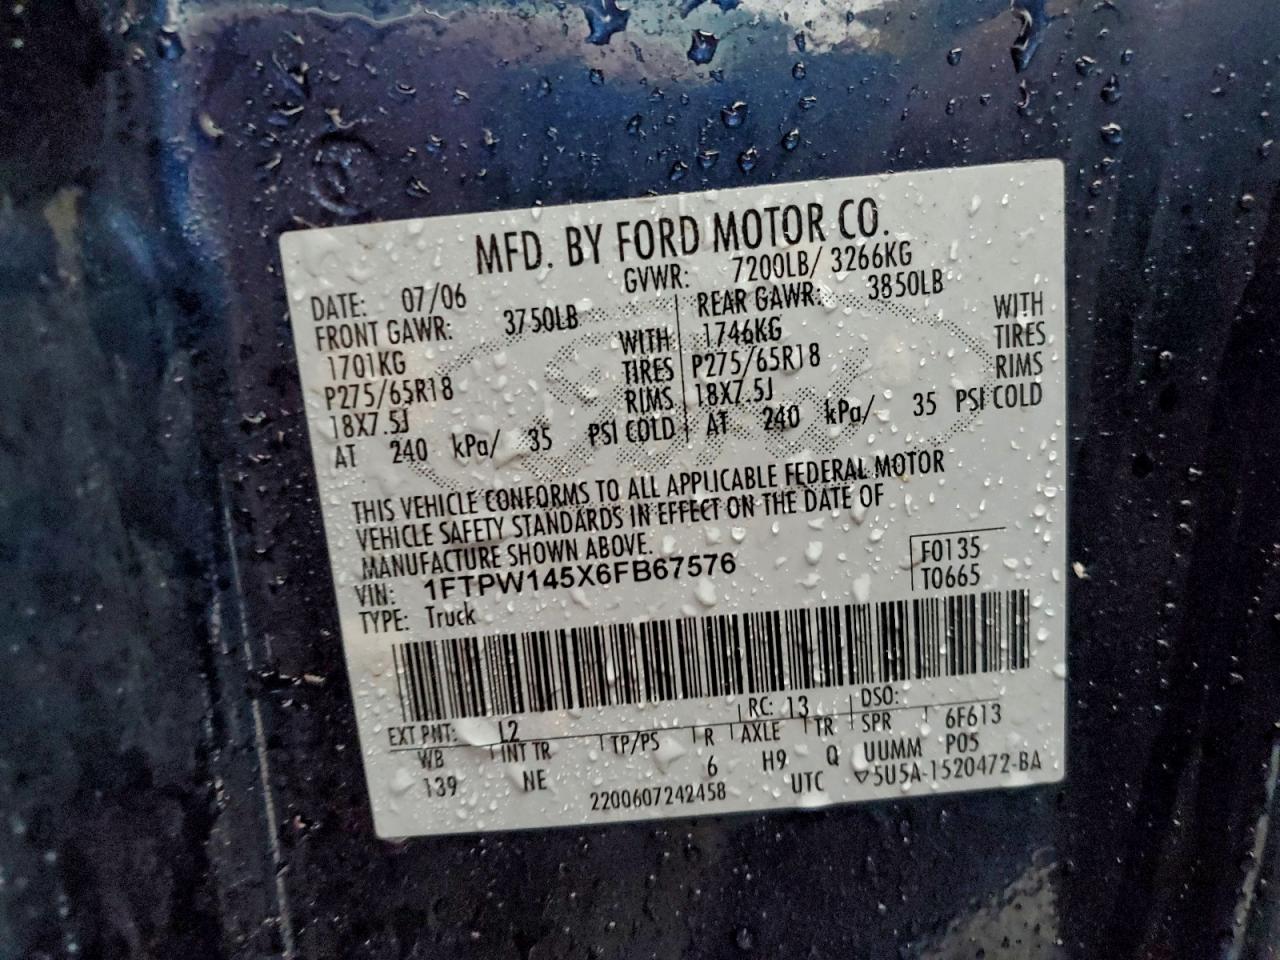 MFD. BY FORD MOTOR CO.
DATE: 07/06 GVWR: 7200LB/ 3266KG
FRONT GAWR: 3750LB REAR GAWR: 3850LB
1701KG WITH 1746KG WITH
P275/65R18 TIRES P275/65R18 TIRES
18X7.5J RIMS 18X7.5J RIMS
AT 240 kPa/ 35 PSI COLD AT 240 kPa/ 35 PSI COLD
THIS VEHICLE CONFORMS TO ALL APPLICABLE FEDERAL MOTOR
VEHICLE SAFETY STANDARDS IN EFFECT ON THE DATE OF
MANUFACTURE SHOWN ABOVE.
VIN: 1FTPW145X6FB67576 F0135
TYPE: Truck T0665
EXT PNT: L2 RC: 13 DSO:
WB INT TR TP/PS R AXLE TR SPR 6F613
139 NE 6 H9 Q UUMM P05
2200607242458 UTC ▽5U5A-1520472-BA